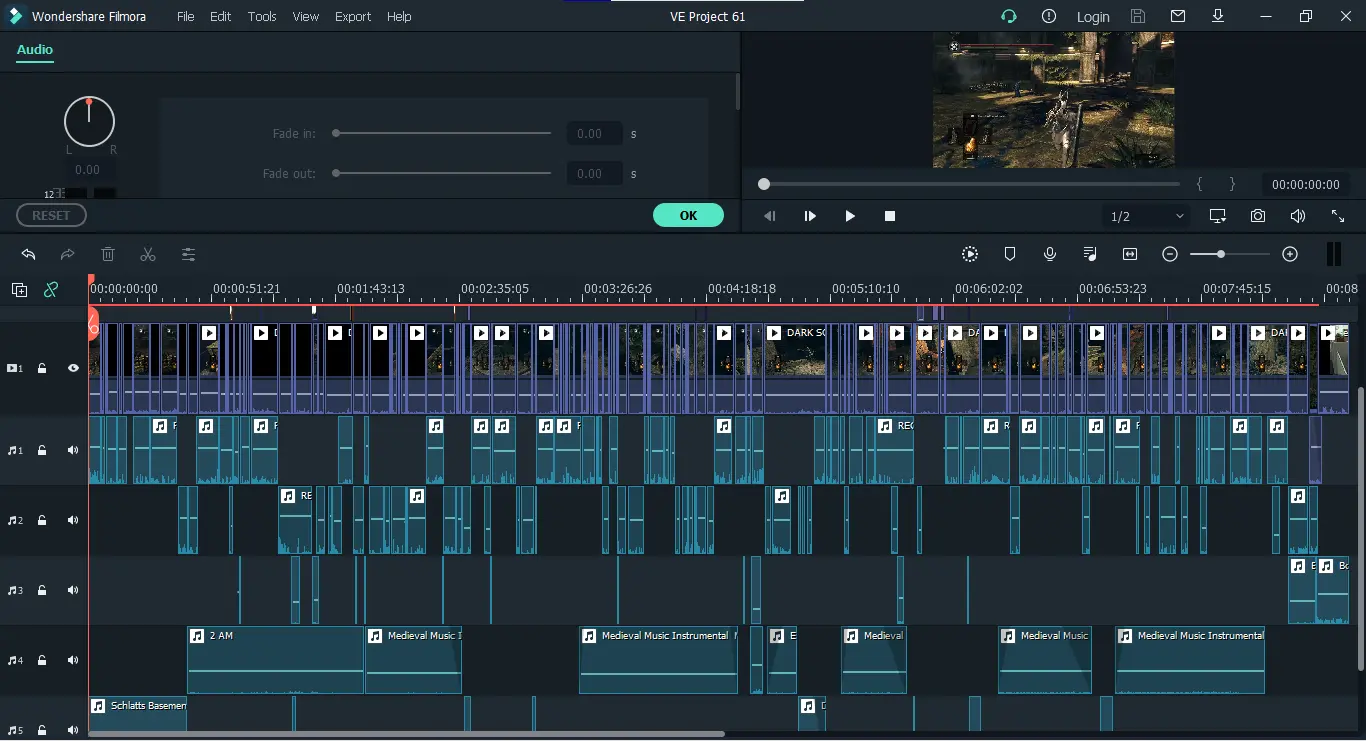 Wondershare Filmora File Edit Tools View Export Help VE Project 61 Login
Audio
L R
0.00
Fade in: 0.00 s
Fade out: 0.00 s
12
RESET OK
{ } 00:00:00:00
1/2
00:00:00:00 00:00:51:21 00:01:43:13 00:02:35:05 00:03:26:26 00:04:18:18 00:05:10:10 00:06:02:02 00:06:53:23 00:07:45:15 00:08
1 DARK SO DA DAI
1 REC R
2 RE
3 E Bo
4 2 AM Medieval Music I Medieval Music Instrumental E Medieval Medieval Music Medieval Music Instrumental
5 Schlatts Basemen D